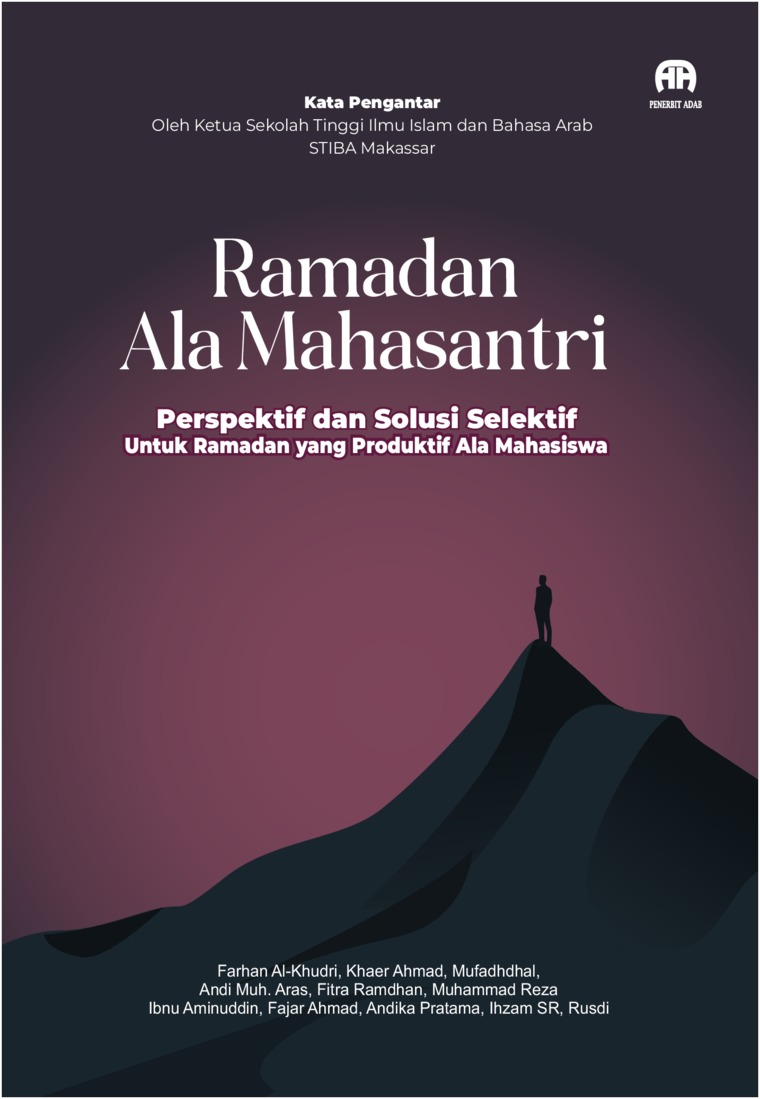 Kata Pengantar
Oleh Ketua Sekolah Tinggi Ilmu Islam dan Bahasa Arab
STIBA Makassar
PENERBIT ADAB
Ramadan
Ala Mahasantri
Perspektif dan Solusi Selektif
Untuk Ramadan yang Produktif Ala Mahasiswa
Farhan Al-Khudri, Khaer Ahmad, Mufadhdhal,
Andi Muh. Aras, Fitra Ramdhan, Muhammad Reza
Ibnu Aminuddin, Fajar Ahmad, Andika Pratama, Ihzam SR, Rusdi